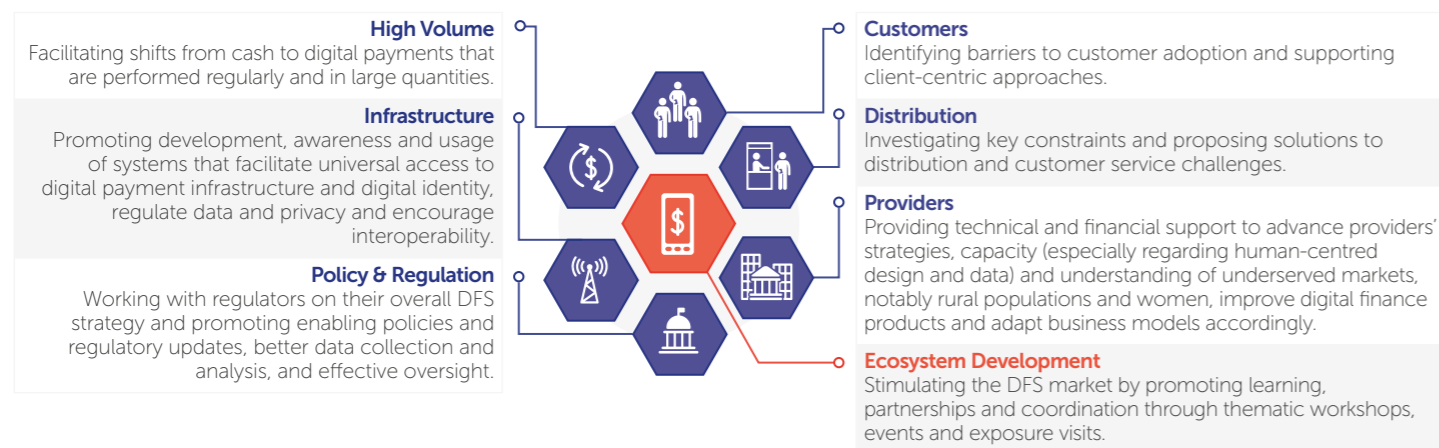 High Volume
Facilitating shifts from cash to digital payments that
are performed regularly and in large quantities.
Infrastructure
Promoting development, awareness and usage
of systems that facilitate universal access to
digital payment infrastructure and digital identity,
regulate data and privacy and encourage
interoperability.
Policy & Regulation
Working with regulators on their overall DFS
strategy and promoting enabling policies and
regulatory updates, better data collection and
analysis, and effective oversight.
$
$
Customers
Identifying barriers to customer adoption and supporting
client-centric approaches.
Distribution
Investigating key constraints and proposing solutions to
distribution and customer service challenges.
Providers
Providing technical and financial support to advance providers’
strategies, capacity (especially regarding human-centred
design and data) and understanding of underserved markets,
notably rural populations and women, improve digital finance
products and adapt business models accordingly.
Ecosystem Development
Stimulating the DFS market by promoting learning,
partnerships and coordination through thematic workshops,
events and exposure visits.